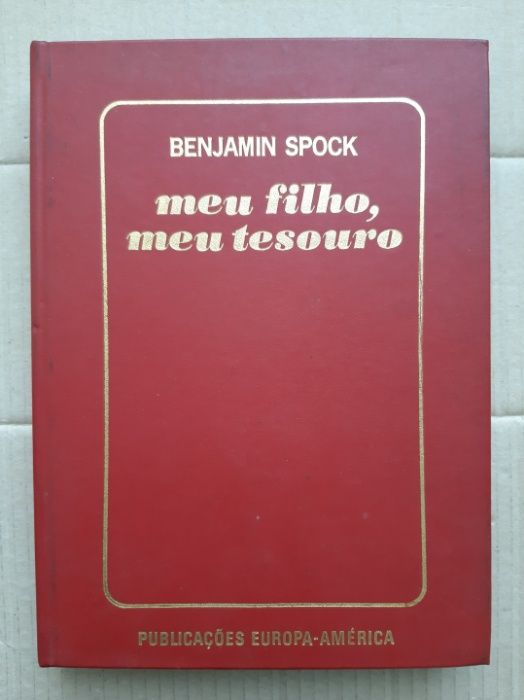 BENJAMIN SPOCK
meu filho,
meu tesouro
PUBLICAÇÕES EUROPA-AMÉRICA